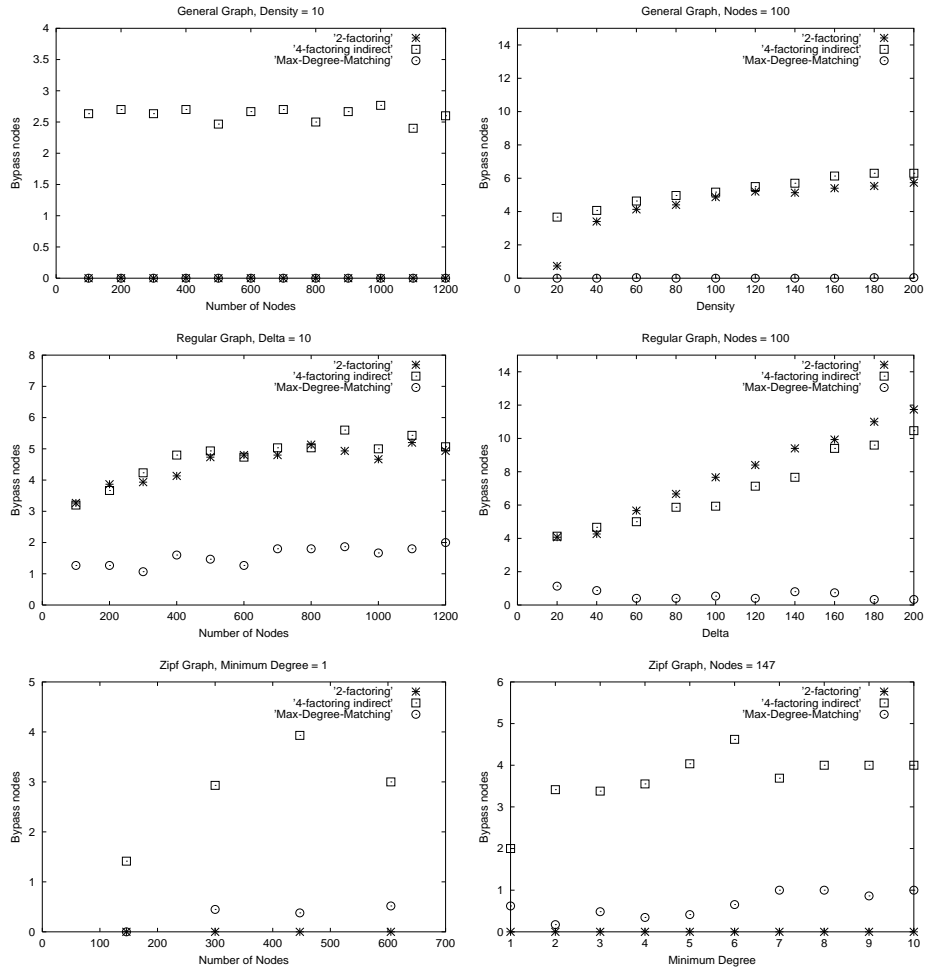 General Graph, Density = 10
'2-factoring'
'4-factoring indirect'
'Max-Degree-Matching'
Bypass nodes
4
3.5
3
2.5
2
1.5
1
0.5
0
0 200 400 600 800 1000 1200
Number of Nodes
General Graph, Nodes = 100
'2-factoring'
'4-factoring indirect'
'Max-Degree-Matching'
Bypass nodes
14
12
10
8
6
4
2
0
0 20 40 60 80 100 120 140 160 180 200
Density
Regular Graph, Delta = 10
'2-factoring'
'4-factoring indirect'
'Max-Degree-Matching'
Bypass nodes
8
7
6
5
4
3
2
1
0
0 200 400 600 800 1000 1200
Number of Nodes
Regular Graph, Nodes = 100
'2-factoring'
'4-factoring indirect'
'Max-Degree-Matching'
Bypass nodes
14
12
10
8
6
4
2
0
0 20 40 60 80 100 120 140 160 180 200
Delta
Zipf Graph, Minimum Degree = 1
'2-factoring'
'4-factoring indirect'
'Max-Degree-Matching'
Bypass nodes
5
4
3
2
1
0
0 100 200 300 400 500 600 700
Number of Nodes
Zipf Graph, Nodes = 147
'2-factoring'
'4-factoring indirect'
'Max-Degree-Matching'
Bypass nodes
6
5
4
3
2
1
0
1 2 3 4 5 6 7 8 9 10
Minimum Degree